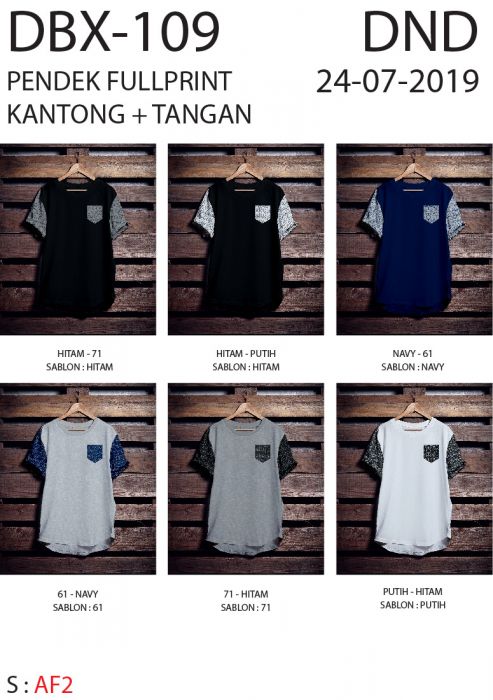 DBX-109
DND
PENDEK FULLPRINT
24-07-2019
KANTONG + TANGAN
HITAM - 71
SABLON : HITAM
HITAM - PUTIH
SABLON : HITAM
NAVY - 61
SABLON : NAVY
61 - NAVY
SABLON : 61
71 - HITAM
SABLON : 71
PUTIH - HITAM
SABLON : PUTIH
S : AF2